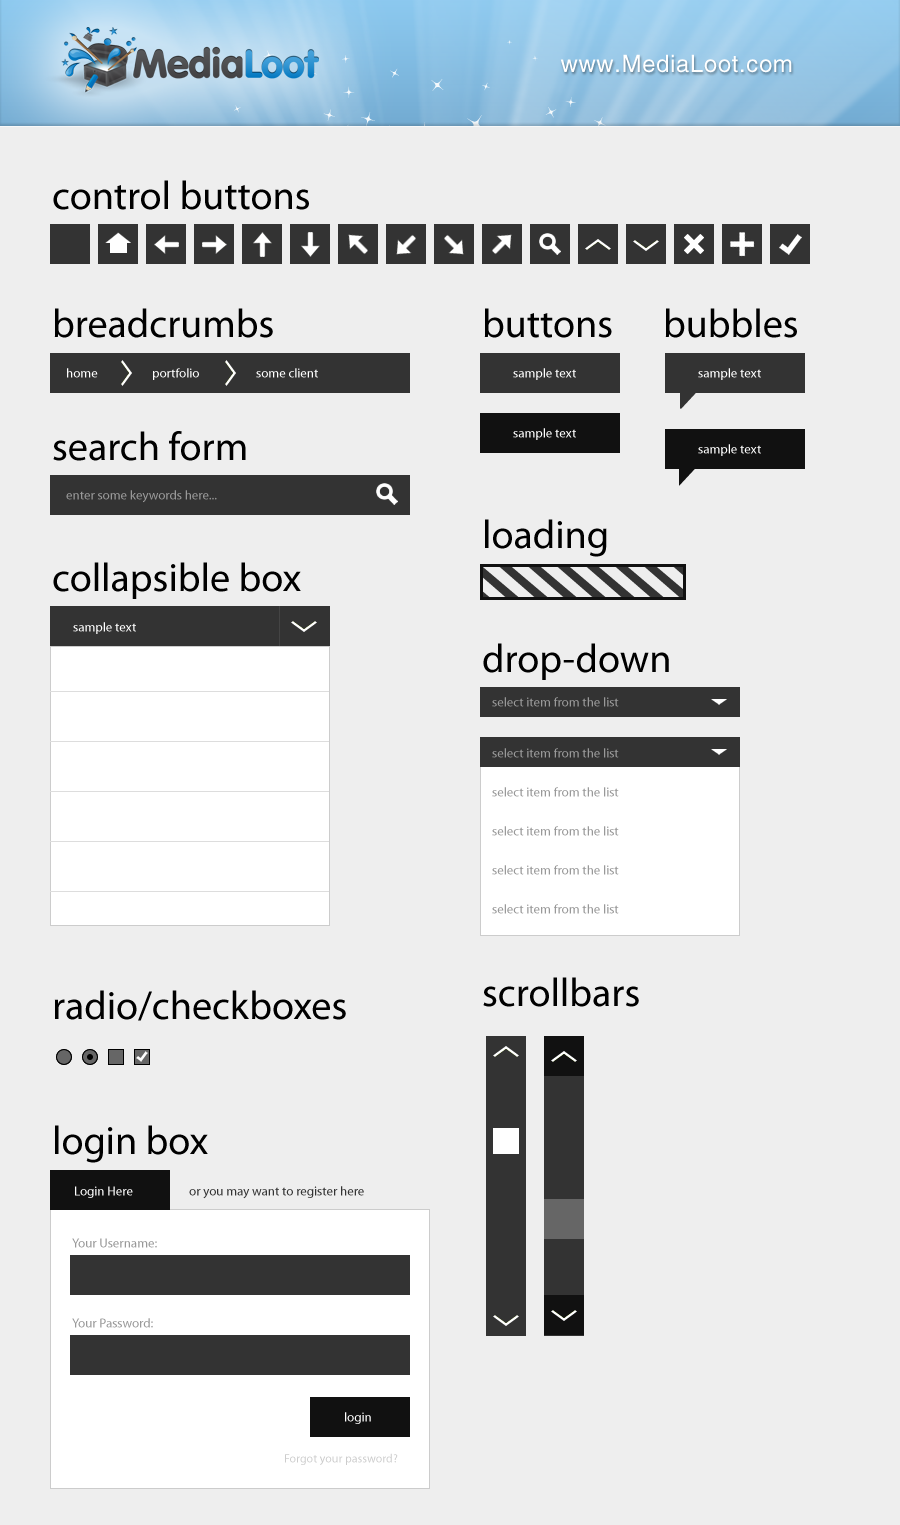 MediaLoot
www.MediaLoot.com
control buttons
breadcrumbs
home
portfolio
some client
search form
enter some keywords here...
collapsible box
sample text
radio/checkboxes
login box
Login Here
or you may want to register here
Your Username:
Your Password:
login
Forgot your password?
buttons
sample text
sample text
bubbles
sample text
sample text
loading
drop-down
select item from the list
select item from the list
select item from the list
select item from the list
select item from the list
select item from the list
scrollbars